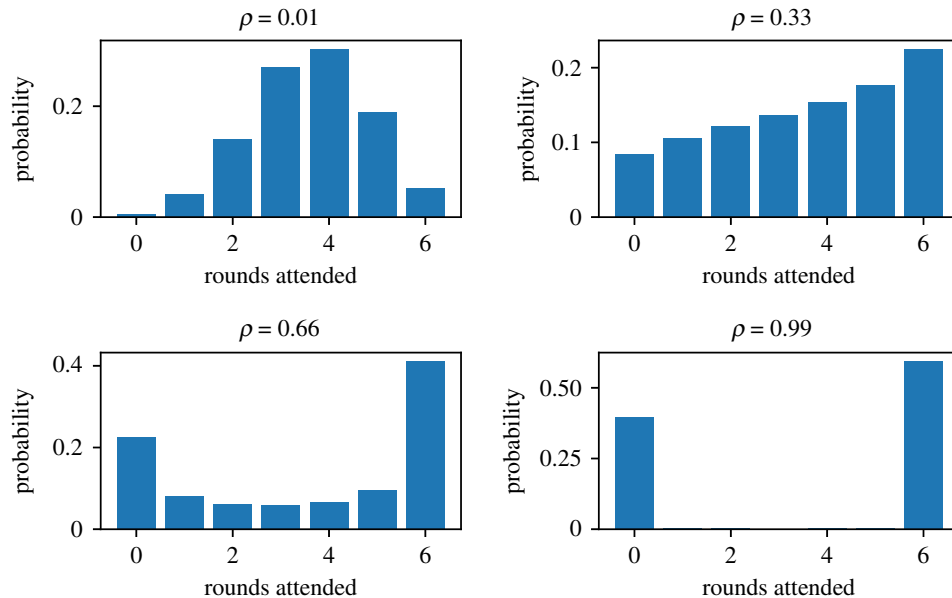 ρ = 0.01
probability
0.2
0
0 2 4 6
rounds attended
ρ = 0.33
probability
0.2
0.1
0
0 2 4 6
rounds attended
ρ = 0.66
probability
0.4
0.2
0
0 2 4 6
rounds attended
ρ = 0.99
probability
0.50
0.25
0
0 2 4 6
rounds attended